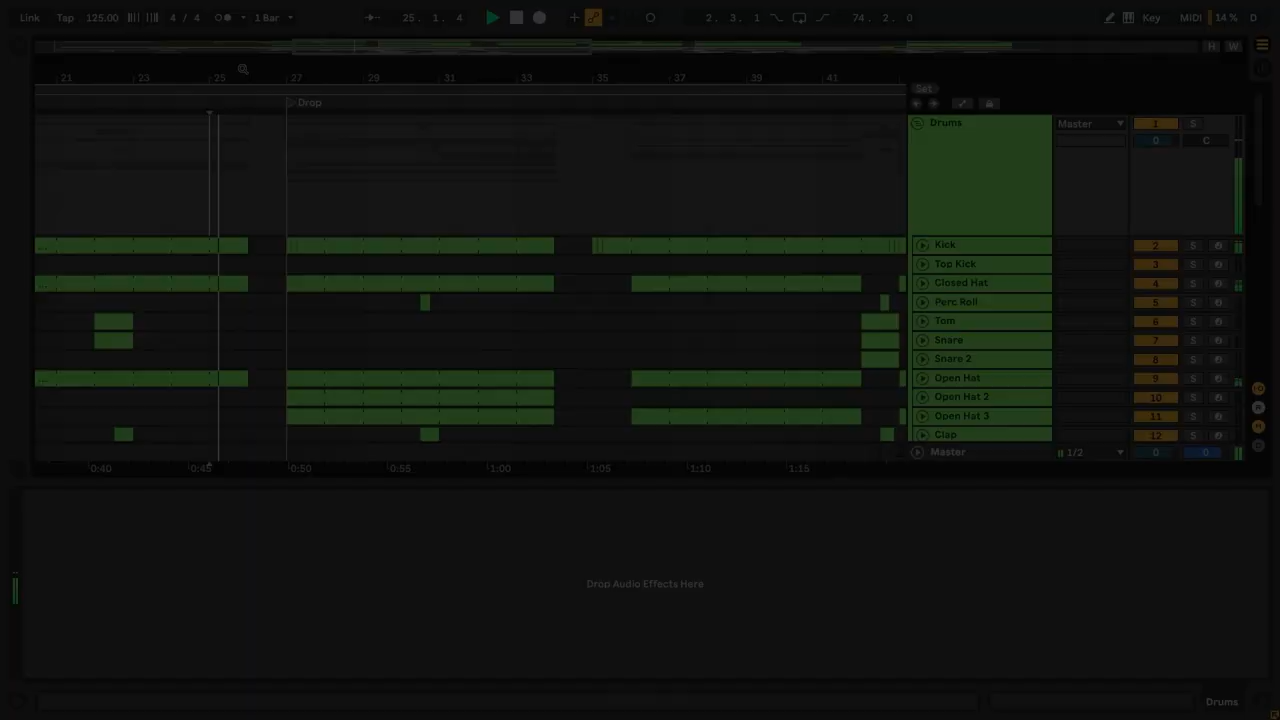 Link Tap 125.00 4 / 4 1 Bar 25. 1. 4 2. 3. 1 74. 2. 0 Key MIDI 14 % D
H W
21 23 25 27 29 31 33 35 37 39 41
Set
Drop
Drums Master 1 S
0 C
Kick 2 S
Top Kick 3 S
Closed Hat 4 S
Perc Roll 5 S
Tom 6 S
Snare 7 S
Snare 2 8 S
Open Hat 9 S
Open Hat 2 10 S
Open Hat 3 11 S
Clap 12 S
Master 1/2 0 0
0:40 0:45 0:50 0:55 1:00 1:05 1:10 1:15
Drop Audio Effects Here
Drums